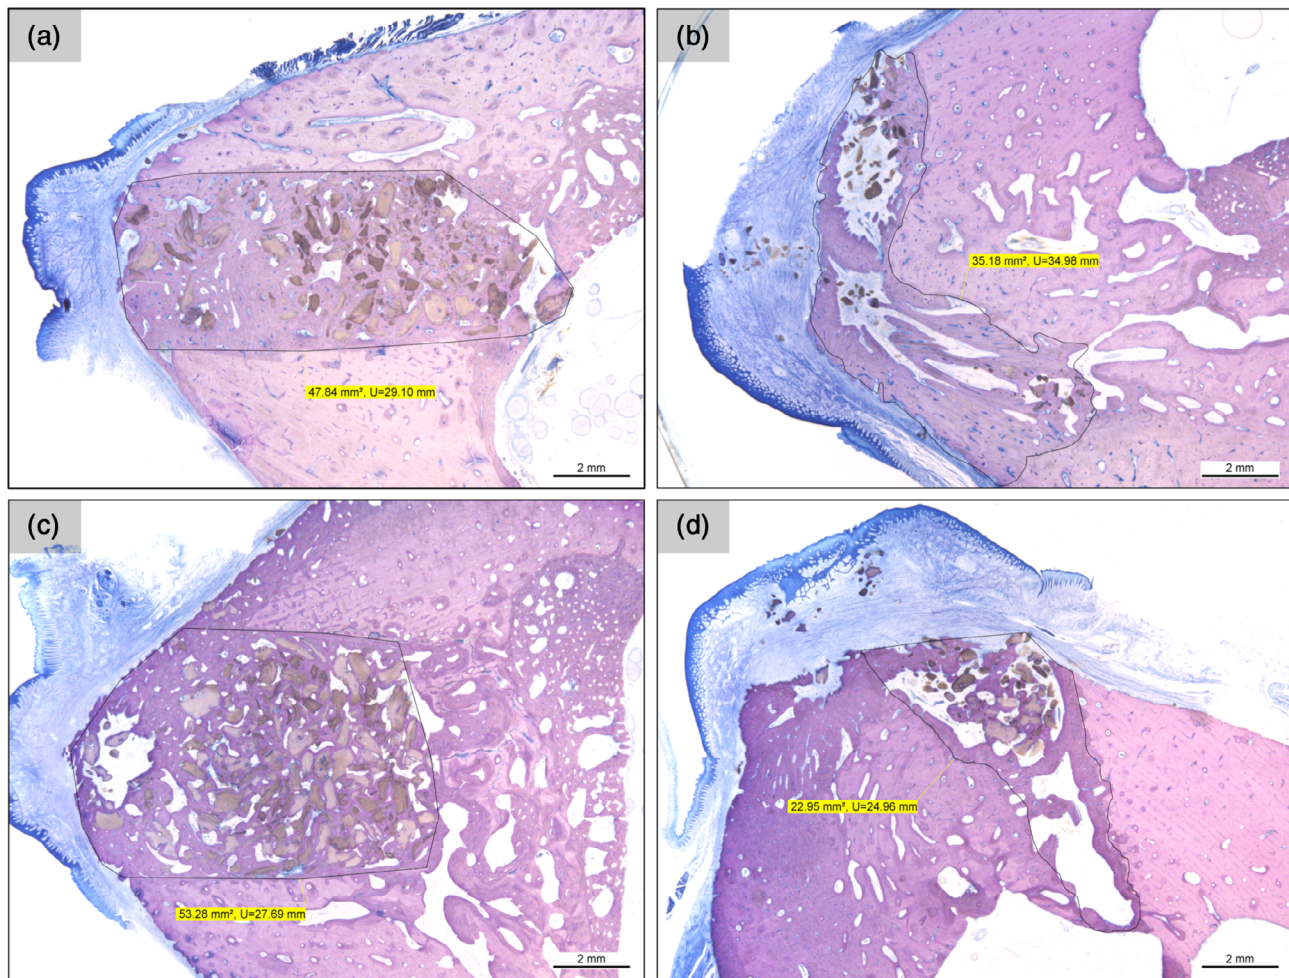 (a)
47.84 mm², U=29.10 mm
2 mm
(b)
35.18 mm², U=34.98 mm
2 mm
(c)
53.28 mm², U=27.69 mm
2 mm
(d)
22.95 mm², U=24.96 mm
2 mm